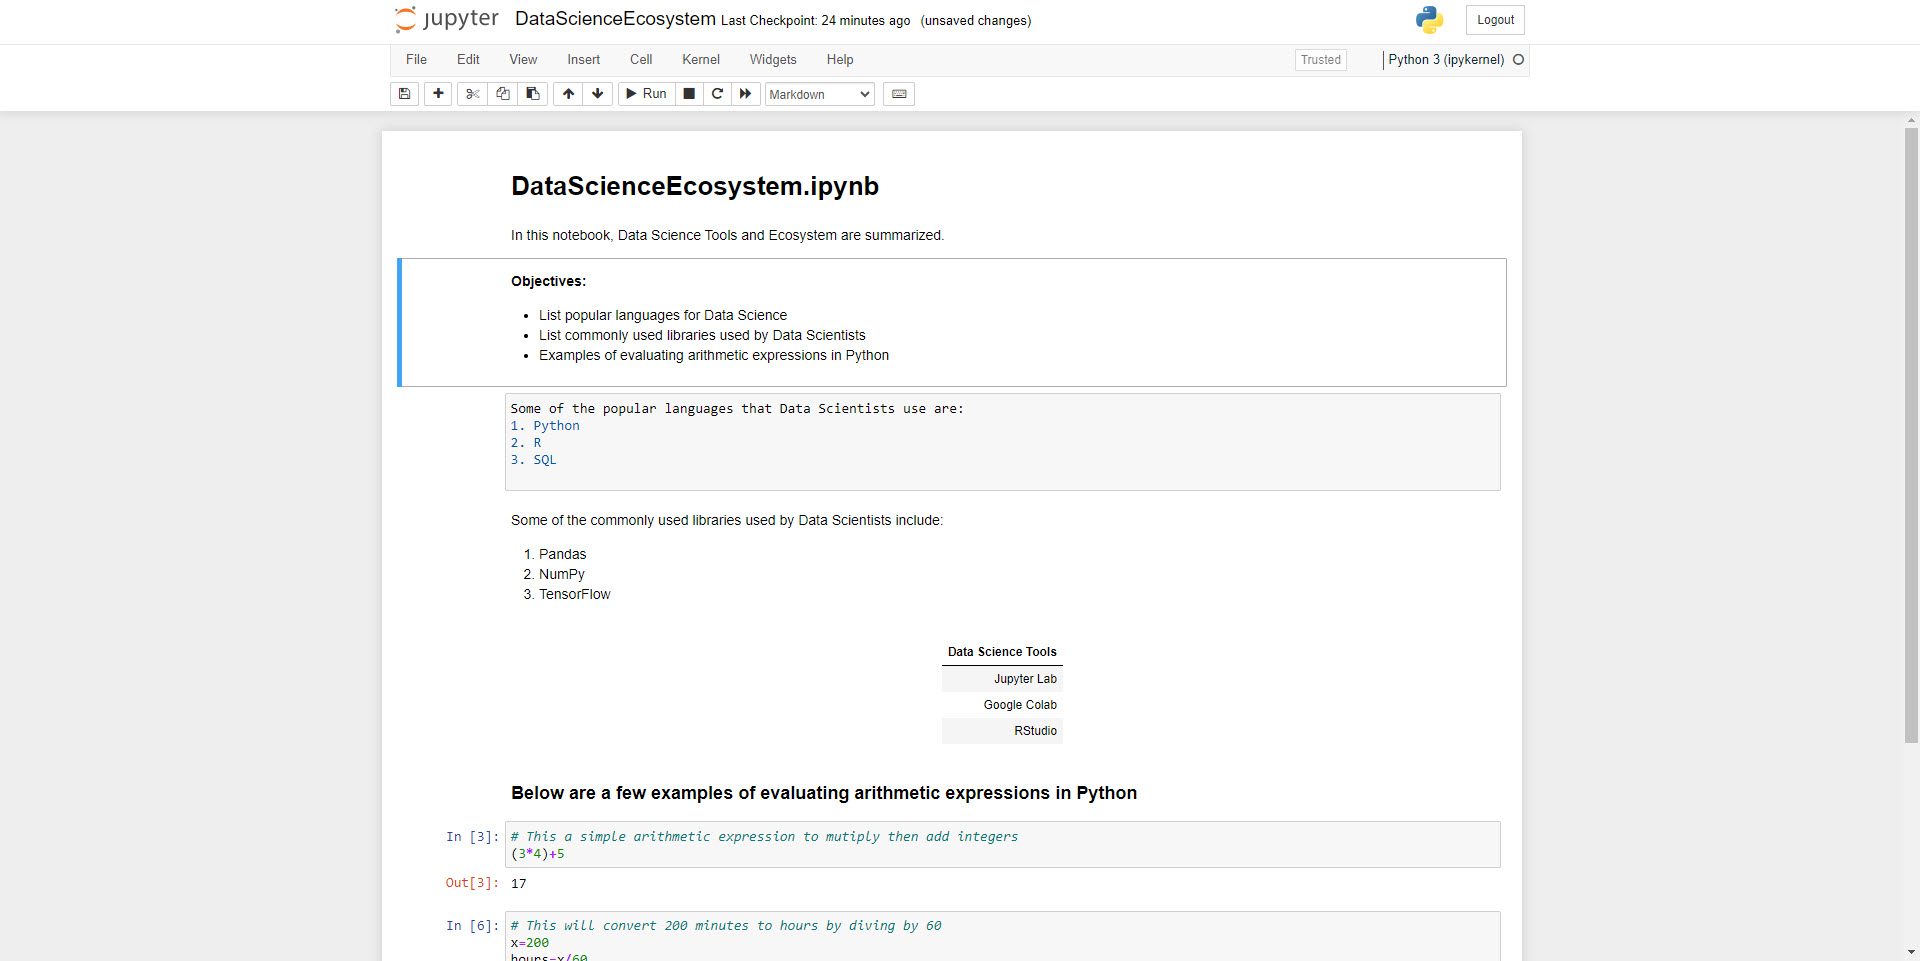 jupyter DataScienceEcosystem Last Checkpoint: 24 minutes ago (unsaved changes) Logout
File Edit View Insert Cell Kernel Widgets Help Trusted Python 3 (ipykernel)
Run Markdown
DataScienceEcosystem.ipynb
In this notebook, Data Science Tools and Ecosystem are summarized.
Objectives:
• List popular languages for Data Science
• List commonly used libraries used by Data Scientists
• Examples of evaluating arithmetic expressions in Python
Some of the popular languages that Data Scientists use are:
1. Python
2. R
3. SQL
Some of the commonly used libraries used by Data Scientists include:
1. Pandas
2. NumPy
3. TensorFlow
Data Science Tools
Jupyter Lab
Google Colab
RStudio
Below are a few examples of evaluating arithmetic expressions in Python
In [3]: # This a simple arithmetic expression to mutiply then add integers
(3*4)+5
Out[3]: 17
In [6]: # This will convert 200 minutes to hours by diving by 60
x=200
hours=x/60